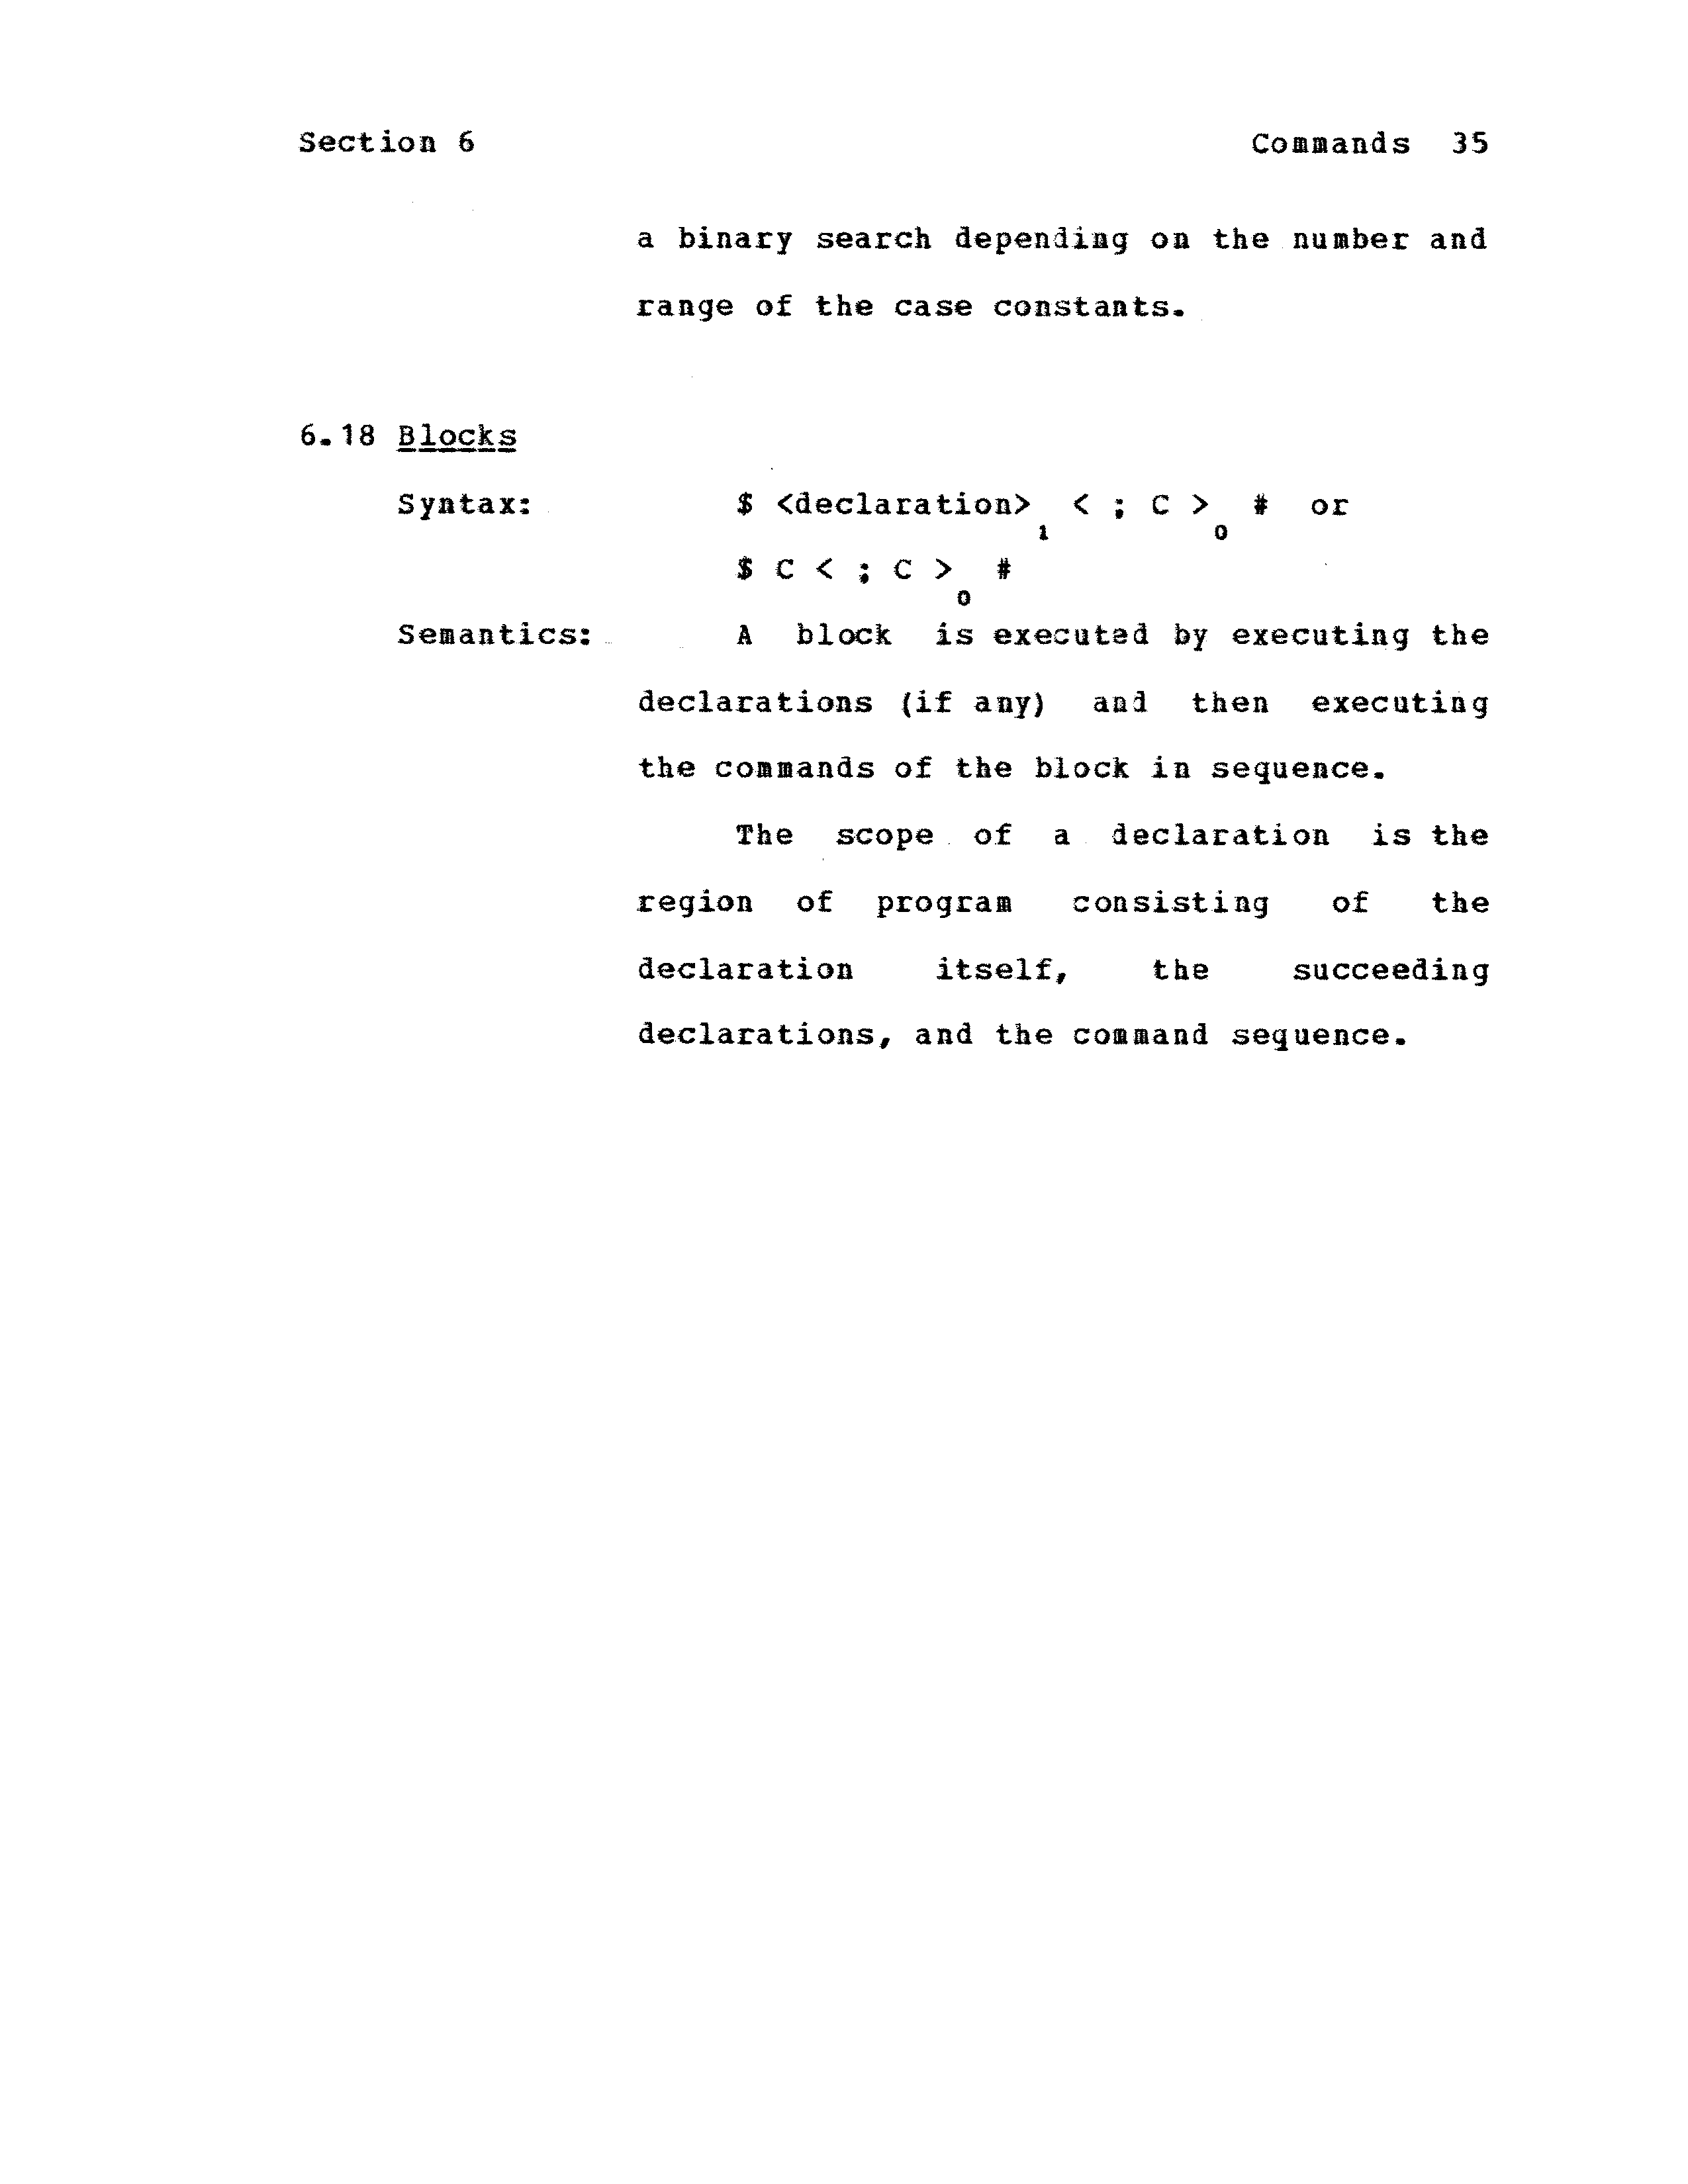 Section 6 Commands 35
a binary search depending on the number and
range of the case constants.
6.18 Blocks
Syntax: $ <declaration>₁ < ; C >₀ # or
$ C < ; C >₀ #
Semantics: A block is executed by executing the
declarations (if any) and then executing
the commands of the block in sequence.
The scope of a declaration is the
region of program consisting of the
declaration itself, the succeeding
declarations, and the command sequence.